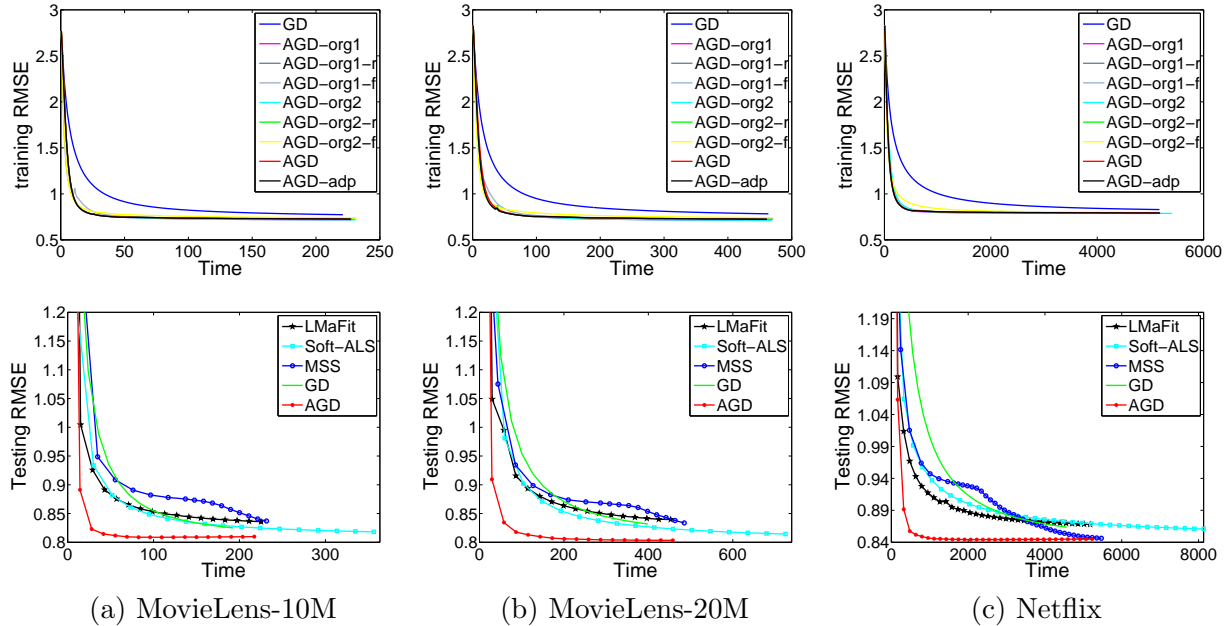 3
2.5
2
1.5
1
0.5
training RMSE
0
50
100
150
200
250
Time
GD
AGD−org1
AGD−org1−r
AGD−org1−f
AGD−org2
AGD−org2−r
AGD−org2−f
AGD
AGD−adp
3
2.5
2
1.5
1
0.5
training RMSE
0
100
200
300
400
500
Time
GD
AGD−org1
AGD−org1−r
AGD−org1−f
AGD−org2
AGD−org2−r
AGD−org2−f
AGD
AGD−adp
3
2.5
2
1.5
1
0.5
training RMSE
0
2000
4000
6000
Time
GD
AGD−org1
AGD−org1−r
AGD−org1−f
AGD−org2
AGD−org2−r
AGD−org2−f
AGD
AGD−adp
1.2
1.15
1.1
1.05
1
0.95
0.9
0.85
0.8
Testing RMSE
0
100
200
300
Time
LMaFit
Soft−ALS
MSS
GD
AGD
1.2
1.15
1.1
1.05
1
0.95
0.9
0.85
0.8
Testing RMSE
0
200
400
600
Time
LMaFit
Soft−ALS
MSS
GD
AGD
1.19
1.14
1.09
1.04
0.99
0.94
0.89
0.84
Testing RMSE
0
2000
4000
6000
8000
Time
LMaFit
Soft−ALS
MSS
GD
AGD
(a) MovieLens-10M
(b) MovieLens-20M
(c) Netflix